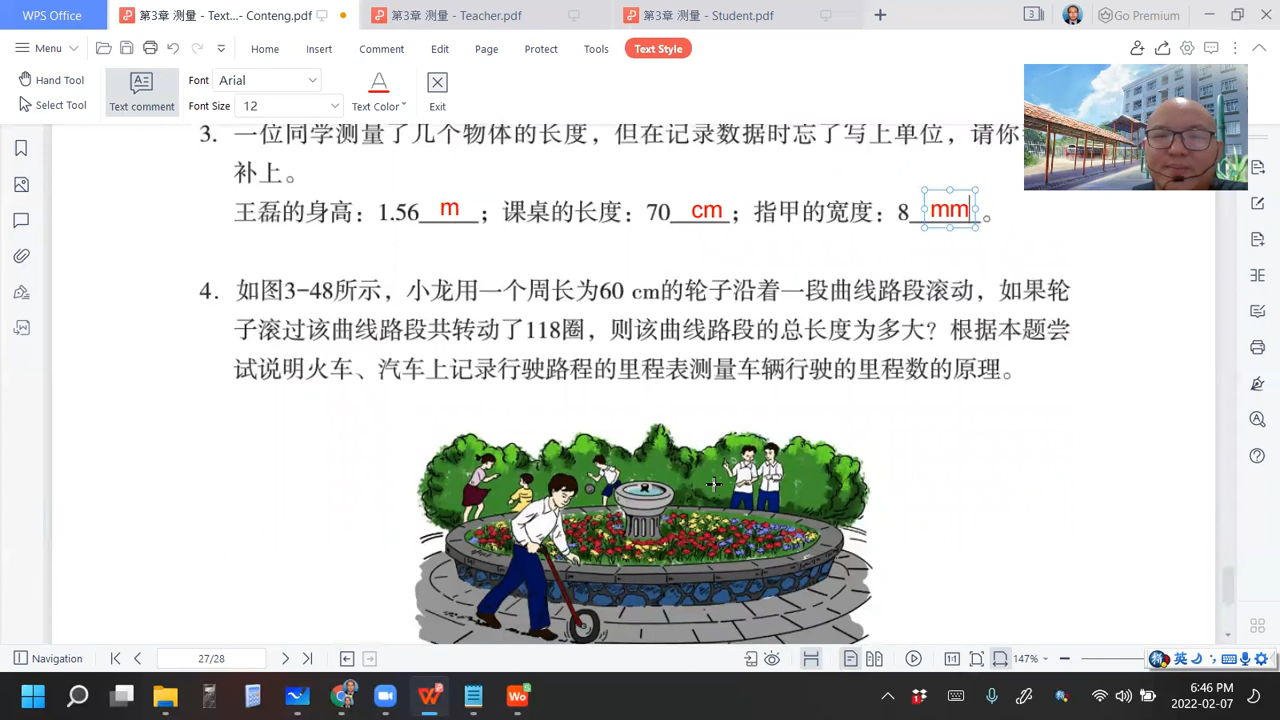 WPS Office
第3章 测量 - Text...- Conteng.pdf
第3章 测量 - Teacher.pdf
第3章 测量 - Student.pdf
3
Go Premium
Menu
Home
Insert
Comment
Edit
Page
Protect
Tools
Text Style
Hand Tool
Select Tool
Text comment
Font
Arial
Font Size
12
Text Color
Exit
3. 一位同学测量了几个物体的长度，但在记录数据时忘了写上单位，请你
补上。
王磊的身高：1.56 m ；课桌的长度：70 cm ；指甲的宽度：8 mm 。
4. 如图3-48所示，小龙用一个周长为60 cm的轮子沿着一段曲线路段滚动，如果轮
子滚过该曲线路段共转动了118圈，则该曲线路段的总长度为多大？根据本题尝
试说明火车、汽车上记录行驶路程的里程表测量车辆行驶的里程数的原理。
Navigation
27/28
1:1
147%
英
6:46 PM
2022-02-07